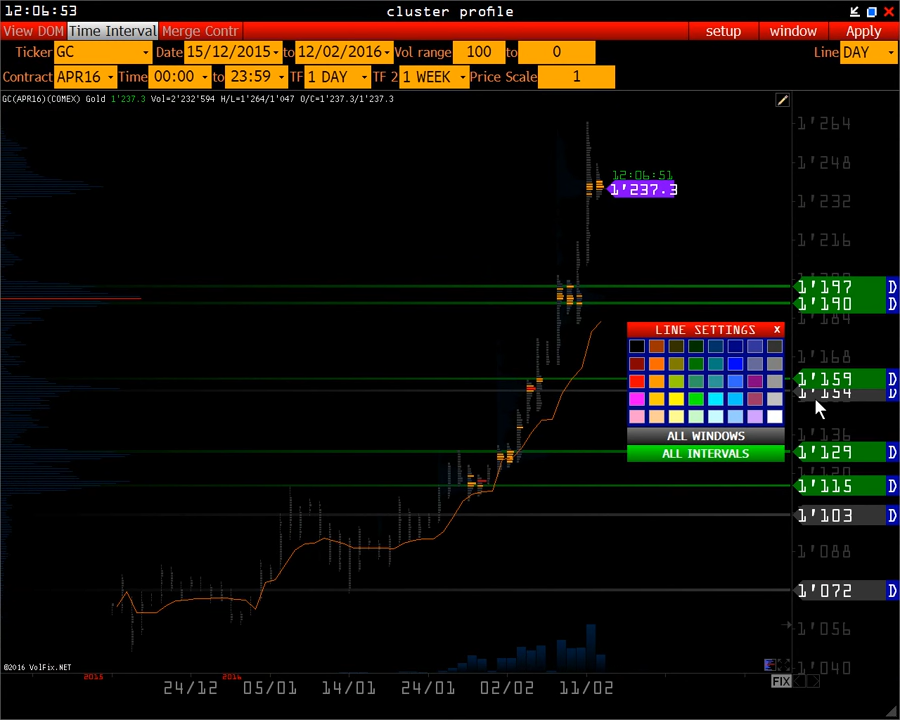 12:06:53 cluster profile
View DOM Time Interval Merge Contr setup window Apply
Ticker GC Date 15/12/2015 to 12/02/2016 Vol range 100 to 0 Line DAY
Contract APR16 Time 00:00 to 23:59 TF 1 DAY TF 2 1 WEEK Price Scale 1
GC(APR16)(COMEX) Gold 1'237.3 Vol=2'232'594 H/L=1'264/1'047 O/C=1'237.3/1'237.3
1'264
1'248
12:06:51
1'237.3
1'232
1'216
1'197 D
1'190 D
1'184
LINE SETTINGS x
1'168
1'159 D
1'154 D
1'136
ALL WINDOWS
1'129 D
ALL INTERVALS
1'120
1'115 D
1'103 D
1'088
1'072 D
1'056
©2016 VolFix.NET
1'040
2015 2016
FIX
24/12 05/01 14/01 24/01 02/02 11/02